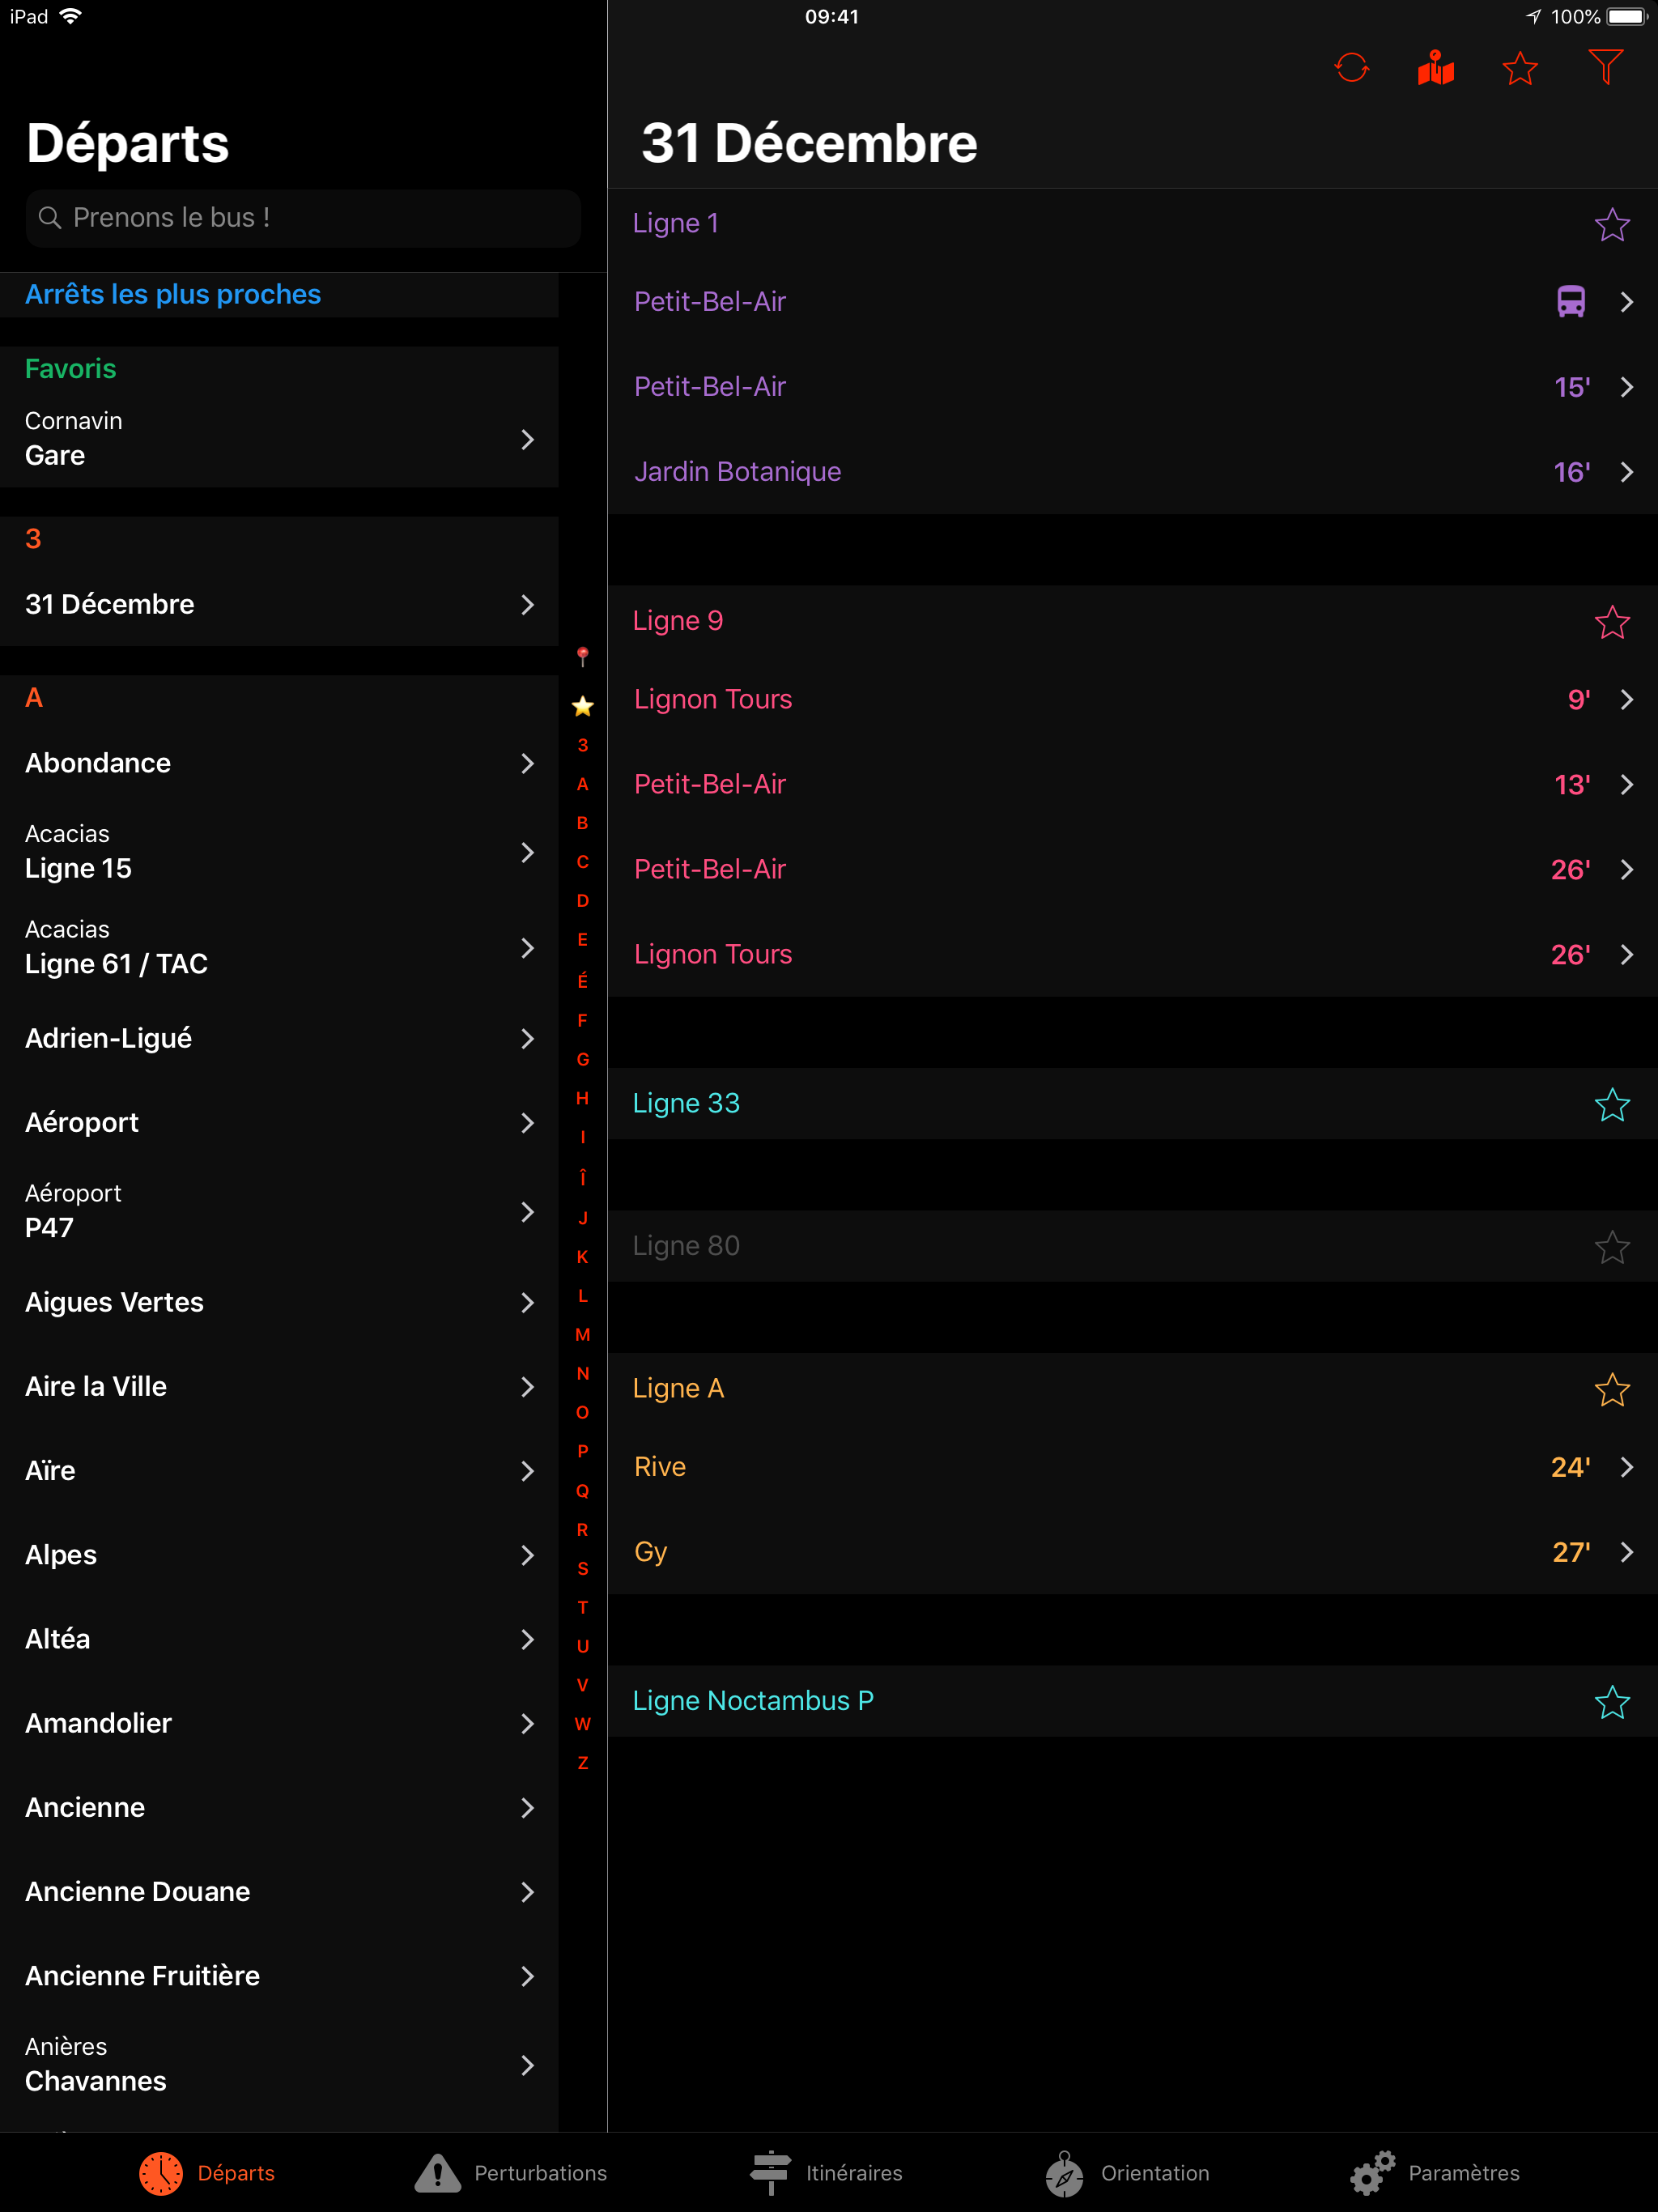 iPad
09:41
100%
Départs
Prenons le bus !
Arrêts les plus proches
Favoris
Cornavin
Gare
3
31 Décembre
A
Abondance
Acacias
Ligne 15
Acacias
Ligne 61 / TAC
Adrien-Ligué
Aéroport
Aéroport
P47
Aigues Vertes
Aire la Ville
Aïre
Alpes
Altéa
Amandolier
Ancienne
Ancienne Douane
Ancienne Fruitière
Anières
Chavannes
3
A
B
C
D
E
É
F
G
H
I
Î
J
K
L
M
N
O
P
Q
R
S
T
U
V
W
Z
31 Décembre
Ligne 1
Petit-Bel-Air
Petit-Bel-Air 15'
Jardin Botanique 16'
Ligne 9
Lignon Tours 9'
Petit-Bel-Air 13'
Petit-Bel-Air 26'
Lignon Tours 26'
Ligne 33
Ligne 80
Ligne A
Rive 24'
Gy 27'
Ligne Noctambus P
Départs
Perturbations
Itinéraires
Orientation
Paramètres